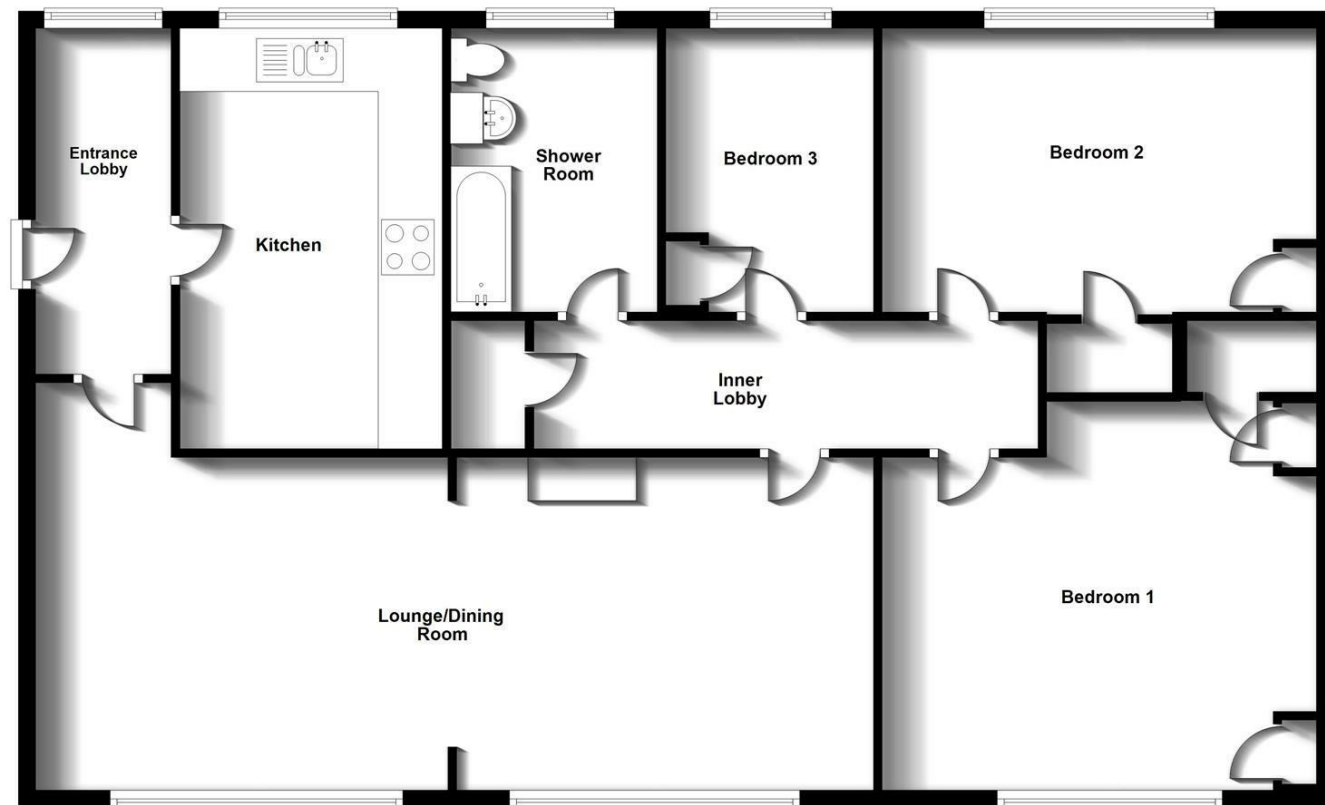 Entrance
Lobby
Kitchen
Shower
Room
Bedroom 3
Bedroom 2
Inner
Lobby
Lounge/Dining
Room
Bedroom 1